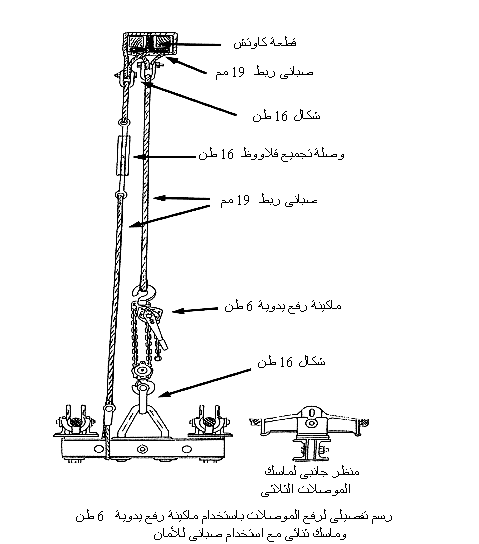 قطعة كاوتش
صبانى ربط 19 مم
شكال 16 طن
وصلة تجميع فلاووظ 16 طن
صبانى ربط 19 مم
ماكينة رفع يدوية 6 طن
شكال 16 طن
منظر جانبى لماسك
الموصلات الثلاثى
رسم تفصيلى لرفع الموصلات باستخدام ماكينة رفع يدوية 6 طن
وماسك ثنائى مع استخدام صبانى للأمان